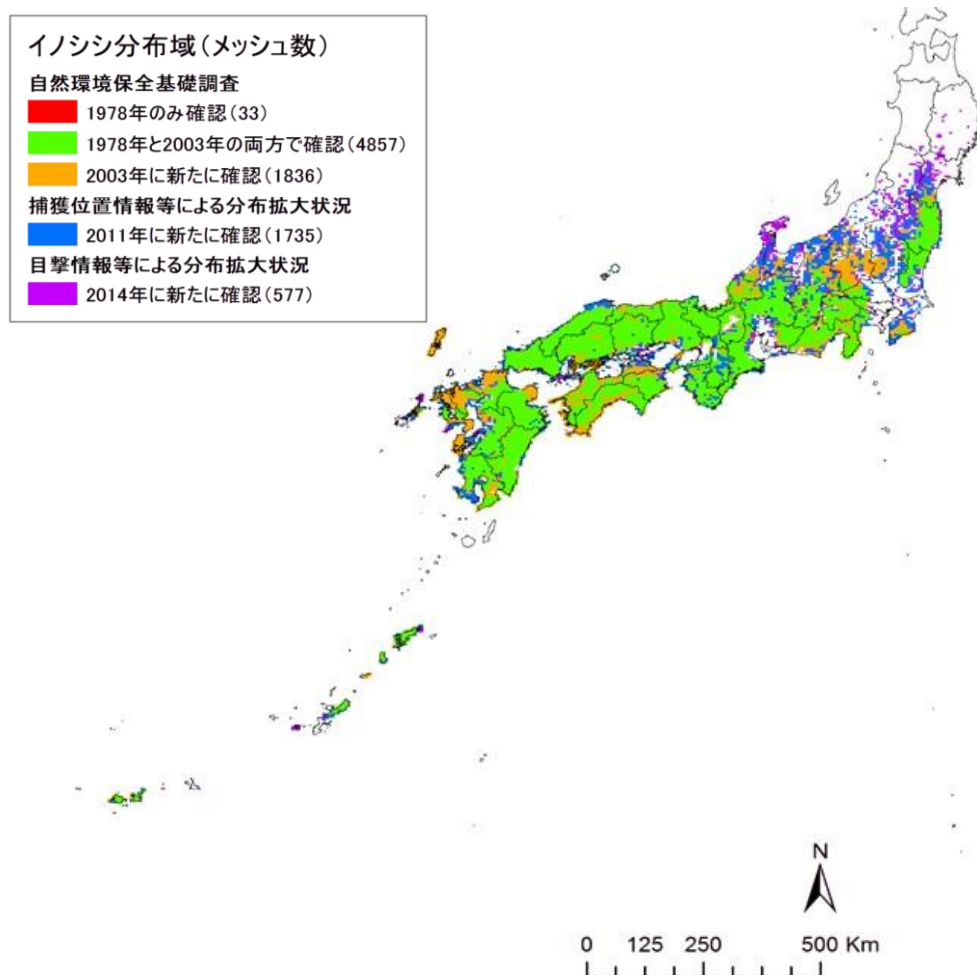 イノシシ分布域(メッシュ数)
自然環境保全基礎調査
1978年のみ確認(33)
1978年と2003年の両方で確認(4857)
2003年に新たに確認(1836)
捕獲位置情報等による分布拡大状況
2011年に新たに確認(1735)
目撃情報等による分布拡大状況
2014年に新たに確認(577)
N
0 125 250 500 Km